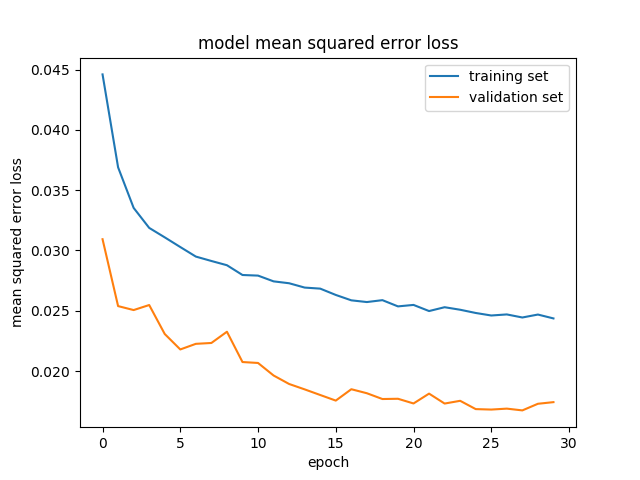 model mean squared error loss
training set
validation set
mean squared error loss
0.045
0.040
0.035
0.030
0.025
0.020
0 5 10 15 20 25 30
epoch